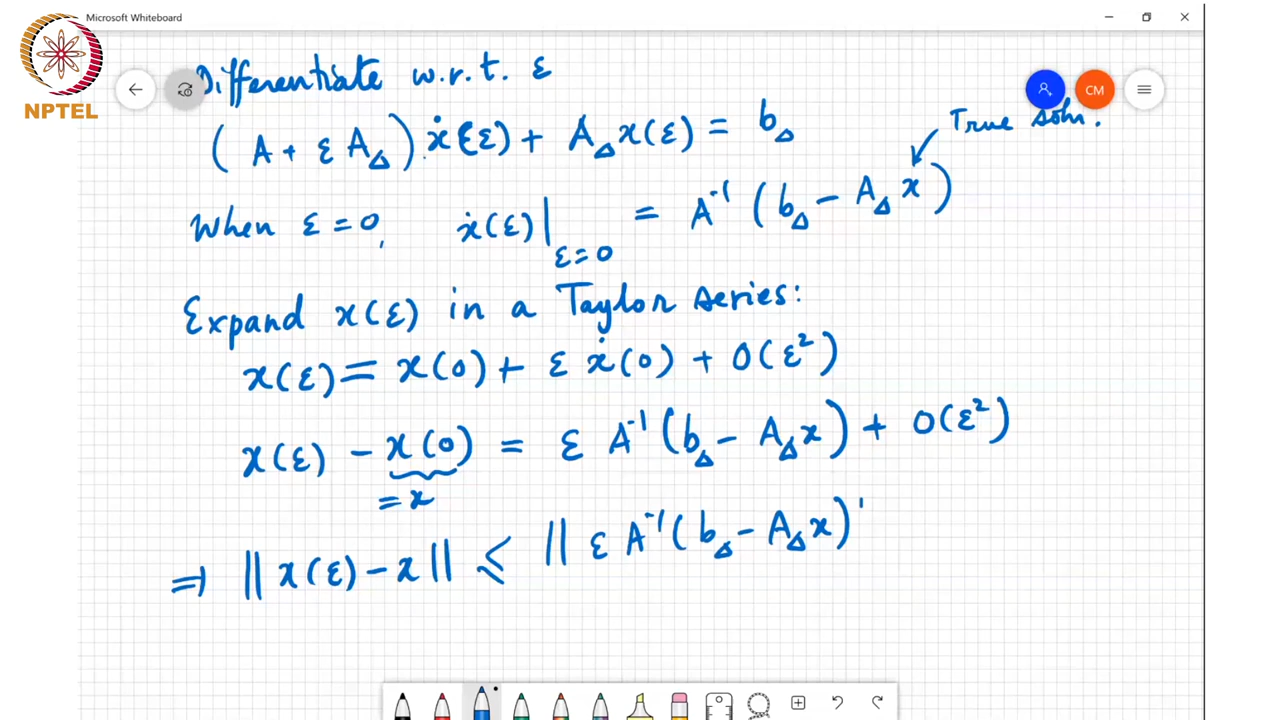 Microsoft Whiteboard
NPTEL
CM
Differentiate w.r.t. ε
(A + ε A_Δ) ẋ(ε) + A_Δ x(ε) = b_Δ
True soln.
When ε = 0, ẋ(ε)|_{ε=0} = A⁻¹ (b_Δ − A_Δ x)
Expand x(ε) in a Taylor series:
x(ε) = x(0) + ε ẋ(0) + O(ε²)
x(ε) − x(0) = ε A⁻¹ (b_Δ − A_Δ x) + O(ε²)
= x
⇒ ‖x(ε) − x‖ ≤ ‖ε A⁻¹ (b_Δ − A_Δ x)